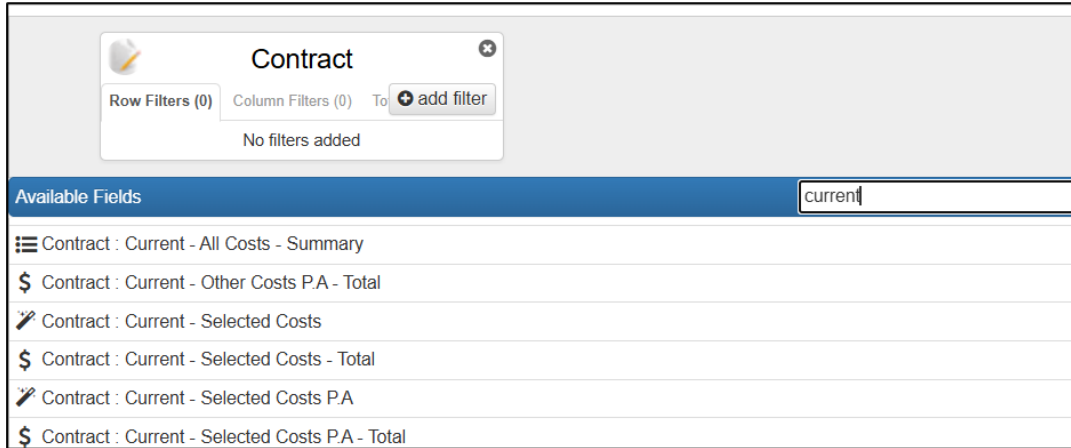 Contract
Row Filters (0) Column Filters (0) To add filter
No filters added
Available Fields current
Contract : Current - All Costs - Summary
$ Contract : Current - Other Costs P.A - Total
Contract : Current - Selected Costs
$ Contract : Current - Selected Costs - Total
Contract : Current - Selected Costs P.A
$ Contract : Current - Selected Costs P.A - Total